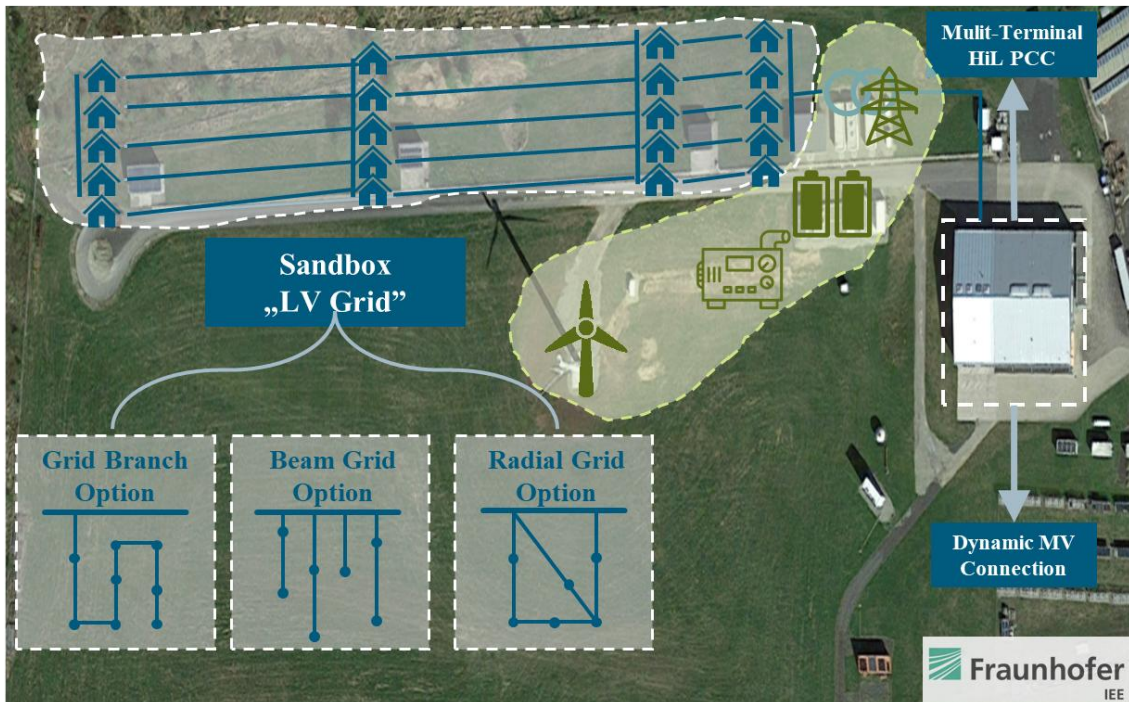 Mulit-Terminal
HiL PCC
Sandbox
„LV Grid”
Grid Branch
Option
Beam Grid
Option
Radial Grid
Option
Dynamic MV
Connection
Fraunhofer
IEE